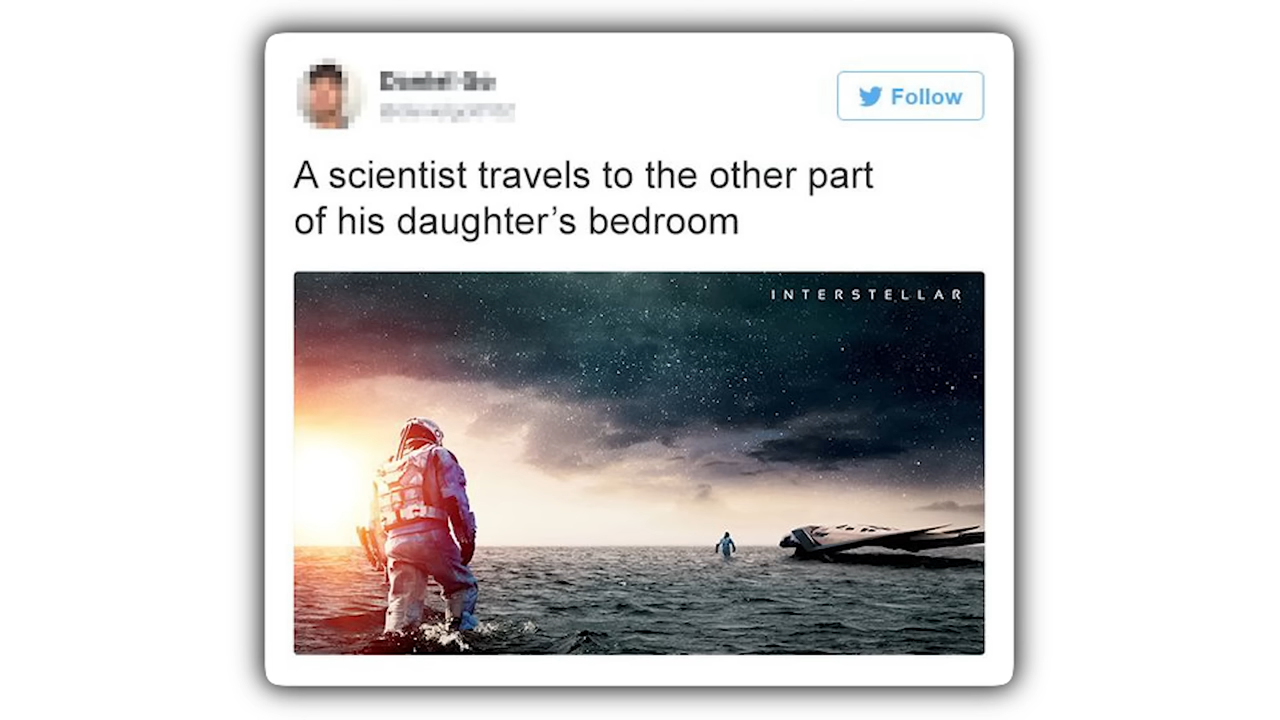 Follow
A scientist travels to the other part
of his daughter’s bedroom
INTERSTELLAR